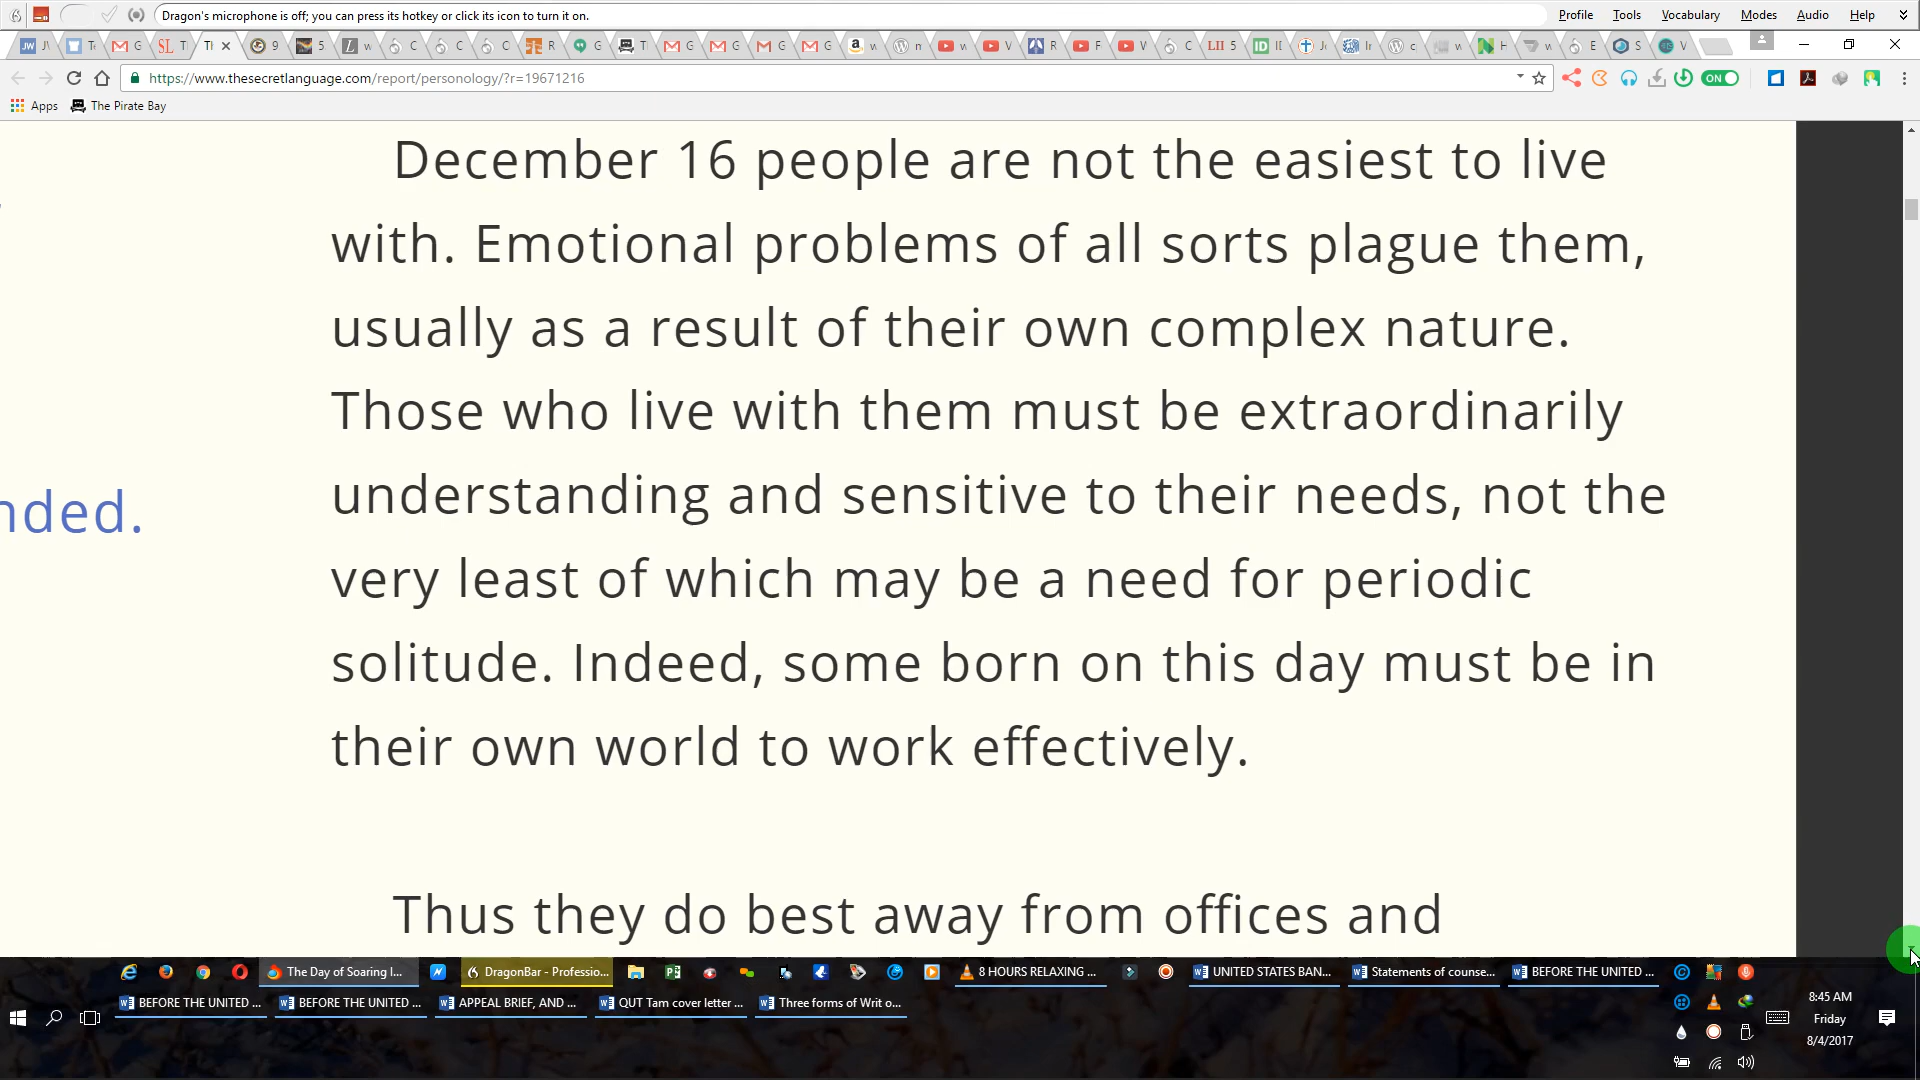 Dragon's microphone is off; you can press its hotkey or click its icon to turn it on.
Profile Tools Vocabulary Modes Audio Help
https://www.thesecretlanguage.com/report/personology/?r=19671216
ON
Apps The Pirate Bay
December 16 people are not the easiest to live
with. Emotional problems of all sorts plague them,
usually as a result of their own complex nature.
Those who live with them must be extraordinarily
nded.
understanding and sensitive to their needs, not the
very least of which may be a need for periodic
solitude. Indeed, some born on this day must be in
their own world to work effectively.
Thus they do best away from offices and
The Day of Soaring I... DragonBar - Professio... 8 HOURS RELAXING ... UNITED STATES BAN... Statements of counse... BEFORE THE UNITED ...
BEFORE THE UNITED ... BEFORE THE UNITED ... APPEAL BRIEF, AND ... QUT Tam cover letter ... Three forms of Writ o...
8:45 AM
Friday
8/4/2017